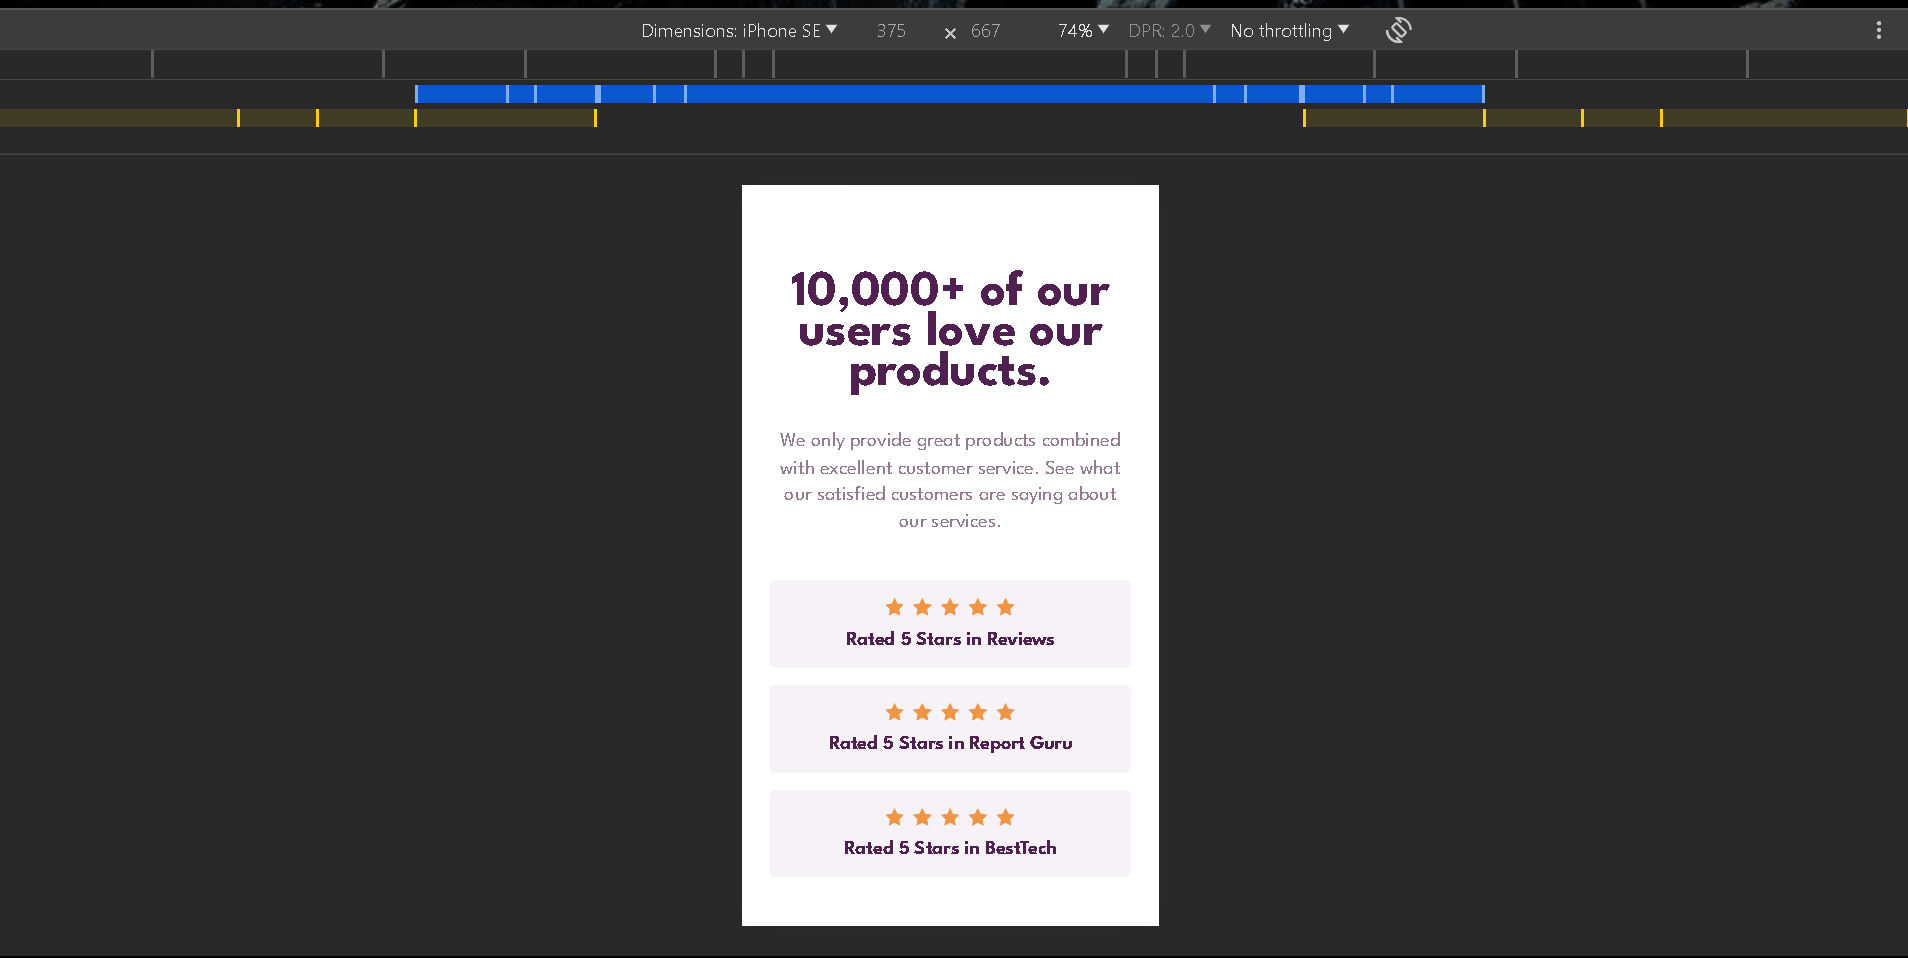 Dimensions: iPhone SE 375 × 667 74% DPR: 2.0 No throttling
10,000+ of our
users love our
products.
We only provide great products combined
with excellent customer service. See what
our satisfied customers are saying about
our services.
Rated 5 Stars in Reviews
Rated 5 Stars in Report Guru
Rated 5 Stars in BestTech